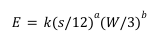 E = k(s/12)^a(W/3)^b